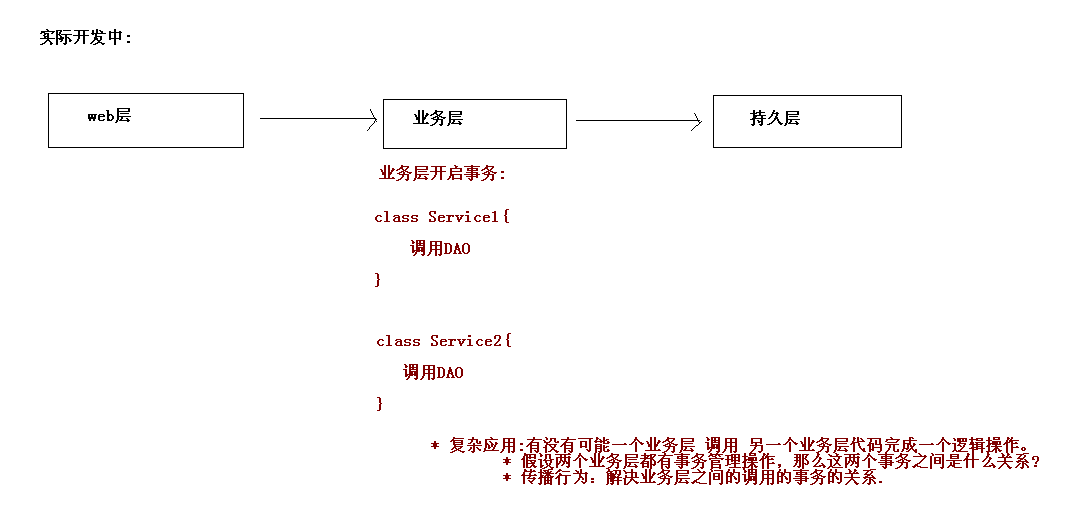 实际开发中:
web层
业务层
持久层
业务层开启事务:
class Service1{
调用DAO
}
class Service2{
调用DAO
}
* 复杂应用:有没有可能一个业务层 调用 另一个业务层代码完成一个逻辑操作。
* 假设两个业务层都有事务管理操作，那么这两个事务之间是什么关系?
* 传播行为：解决业务层之间的调用的事务的关系.